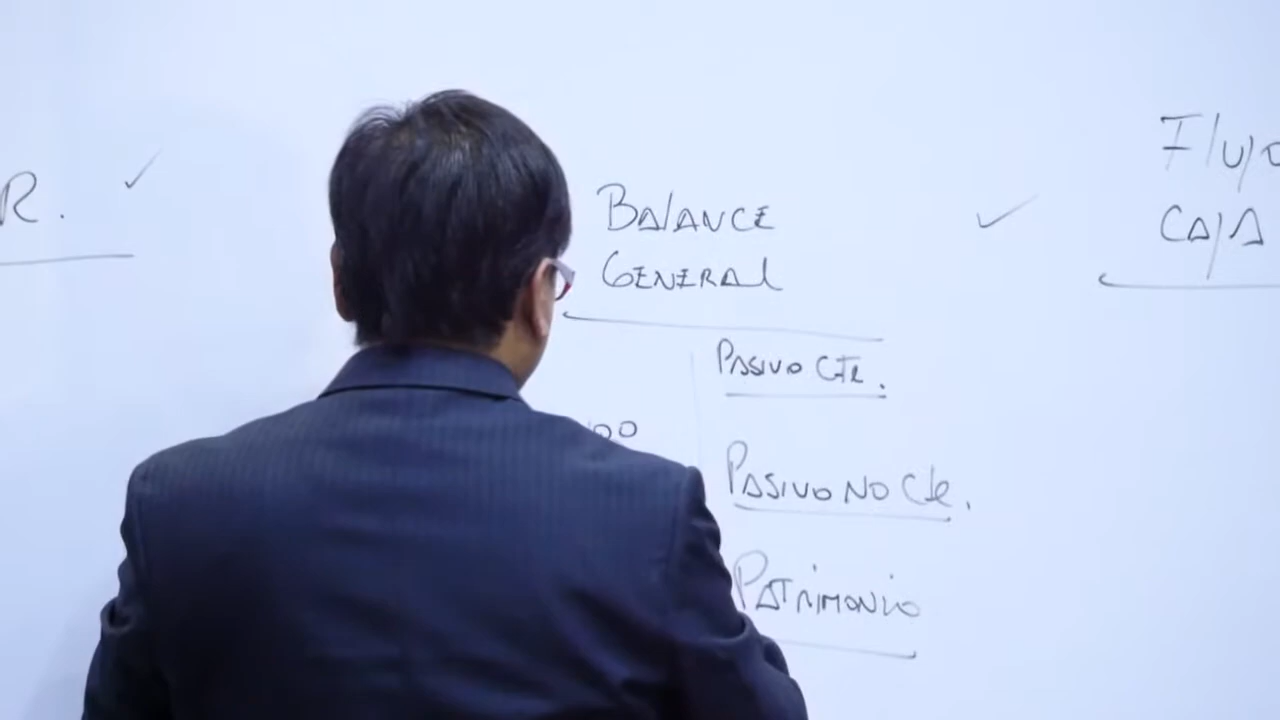 R.
BALANCE
GENERAL
PASIVO CTE.
PASIVO NO CTE.
PATRIMONIO
FLUJO
CAJA